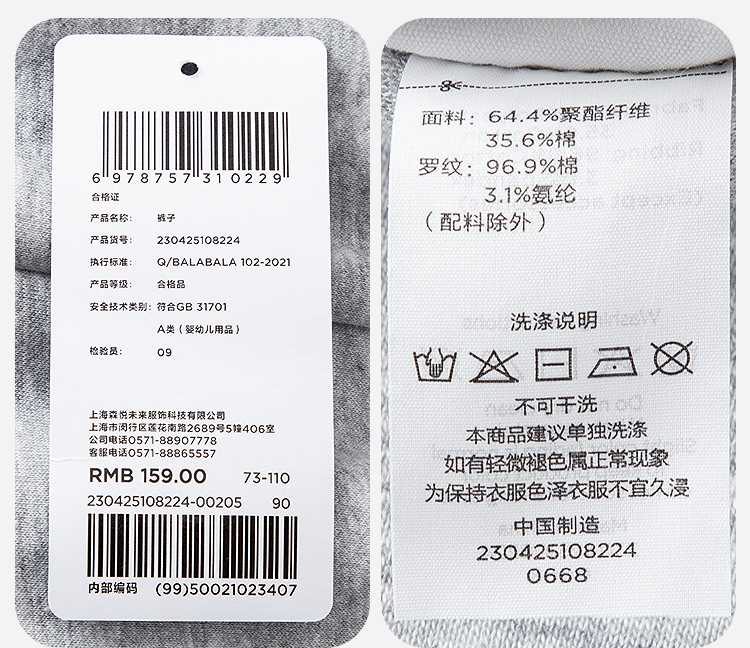 6 978757 310229
合格证
产品名称： 裤子
产品货号： 230425108224
执行标准： Q/BALABALA 102-2021
产品等级： 合格品
安全技术类别：符合GB 31701
A类（婴幼儿用品）
检验员： 09
上海森悦未来服饰科技有限公司
上海市闵行区莲花南路2689号5幢406室
公司电话0571-88907778
客服电话0571-88865557
RMB 159.00 73-110
230425108224-00205 90
内部编码 (99)50021023407
面料：64.4%聚酯纤维
35.6%棉
罗纹：96.9%棉
3.1%氨纶
（配料除外）
洗涤说明
不可干洗
本商品建议单独洗涤
如有轻微褪色属正常现象
为保持衣服色泽衣服不宜久浸
中国制造
230425108224
0668